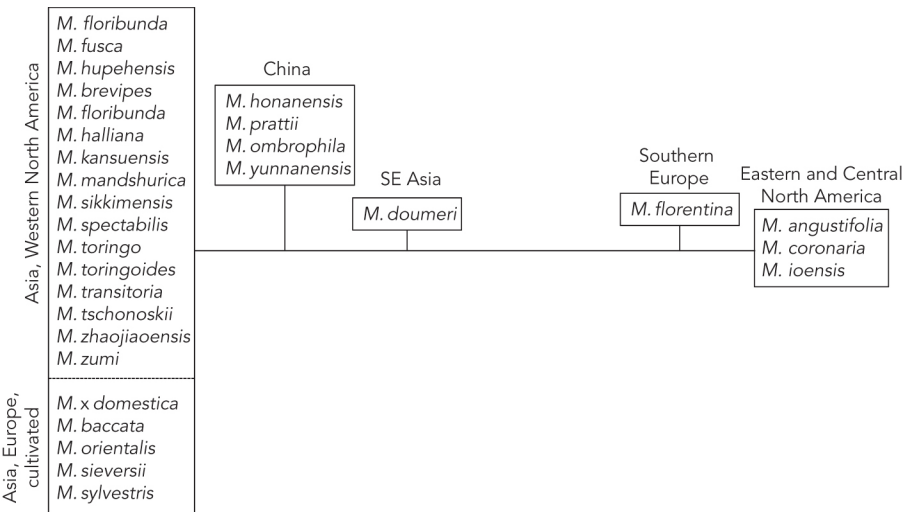 Asia, Western North America
M. floribunda
M. fusca
M. hupehensis
M. brevipes
M. floribunda
M. halliana
M. kansuensis
M. mandshurica
M. sikkimensis
M. spectabilis
M. toringo
M. toringoides
M. transitoria
M. tschonoskii
M. zhaojiaoensis
M. zumi
Asia, Europe,
cultivated
M. x domestica
M. baccata
M. orientalis
M. sieversii
M. sylvestris
China
M. honanensis
M. prattii
M. ombrophila
M. yunnanensis
SE Asia
M. doumeri
Southern
Europe
M. florentina
Eastern and Central
North America
M. angustifolia
M. coronaria
M. ioensis